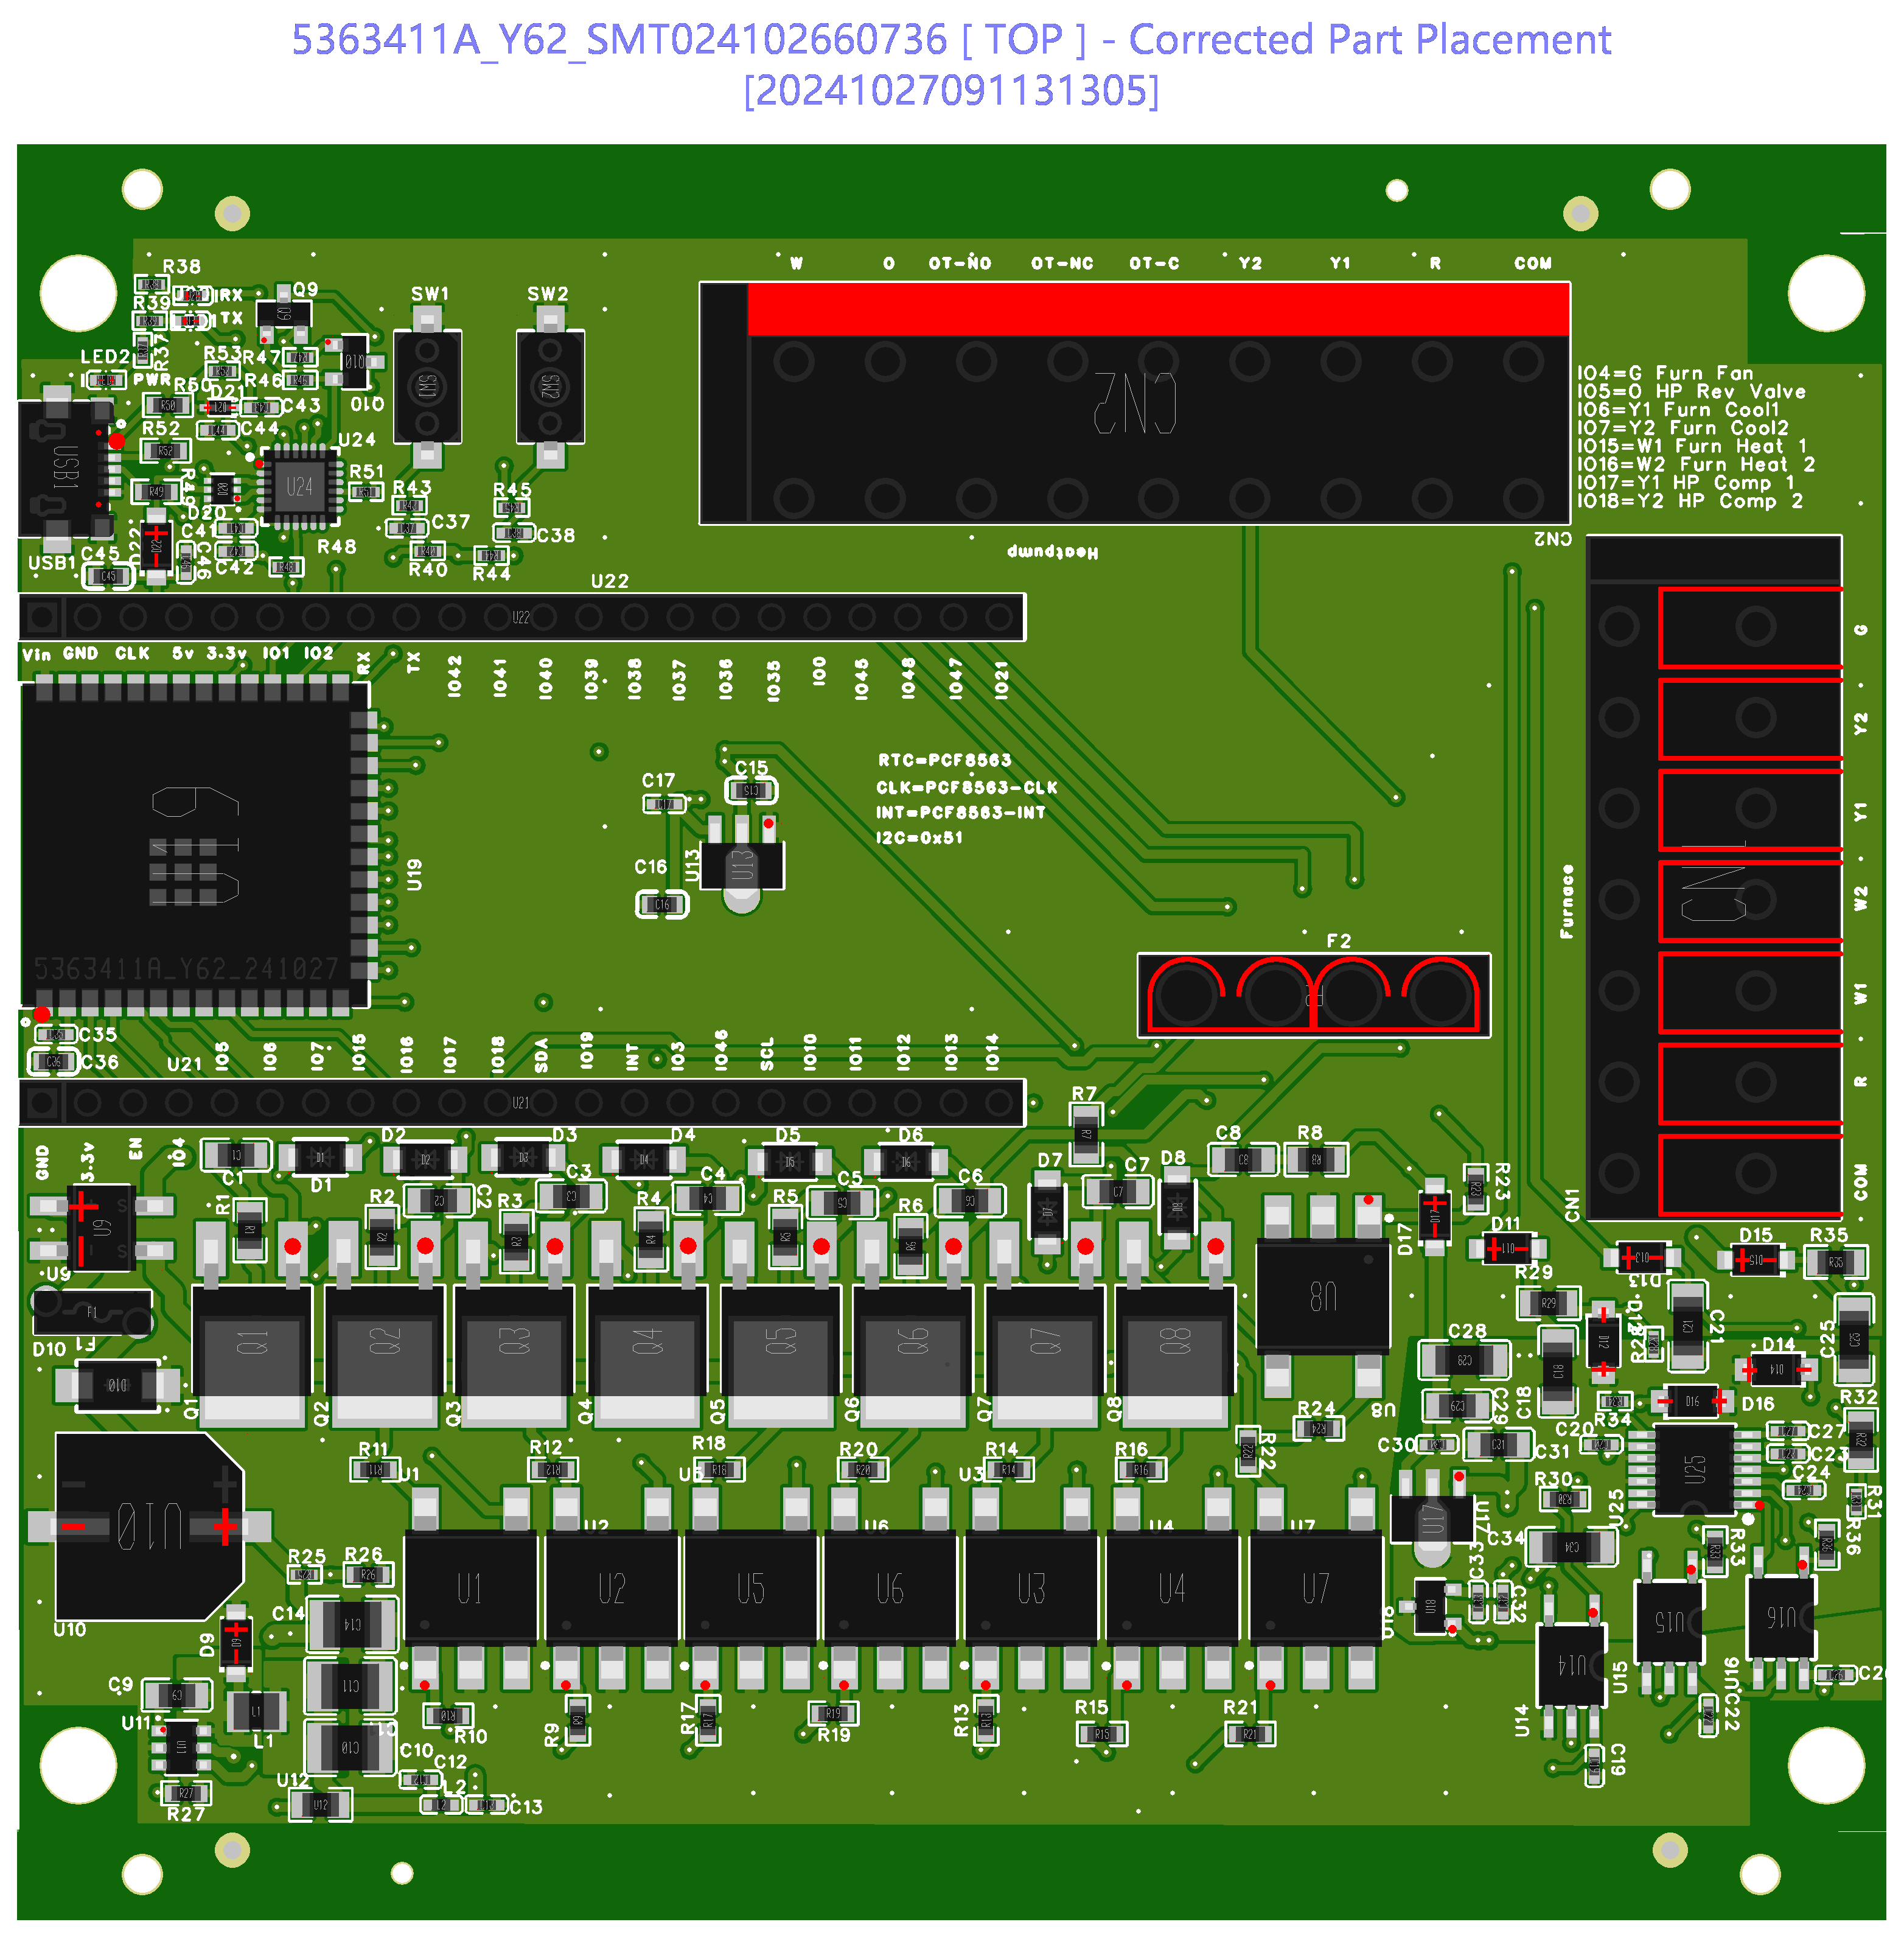 5363411A_Y62_SMT024102660736 [ TOP ] - Corrected Part Placement
[20241027091131305]
W O OT-NO OT-NC OT-C Y2 Y1 R COM
R38
RX
R39
TX
Q9
SW1 SW2
R37
LED2
PWR
R53 R47
R46
R50
D21
C43
Q10
C44
R52
U24
R51
R49
D20
R43
C37
R45
C38
C41
C42
C46
R48
R40
R44
USB1
C45
D22
CN2
IO4=G Furn Fan
IO5=O HP Rev Valve
IO6=Y1 Furn Cool1
IO7=Y2 Furn Cool2
IO15=W1 Furn Heat 1
IO16=W2 Furn Heat 2
IO17=Y1 HP Comp 1
IO18=Y2 HP Comp 2
CN2
Heatpump
U22
Vin GND CLK 5v 3.3v IO1 IO2 RX TX IO42 IO41 IO40 IO39 IO38 IO37 IO36 IO35 IO0 IO45 IO48 IO47 IO21
G
Y2
Y1
W2
W1
R
COM
Furnace
CN1
RTC=PCF8563
CLK=PCF8563-CLK
INT=PCF8563-INT
I2C=0x51
C17 C15
U13
C16
U19
5363411A_Y62_241027
F2
C35
C36
U21
IO5 IO6 IO7 IO15 IO16 IO17 IO18 SDA IO19 INT IO3 IO46 SCL IO10 IO11 IO12 IO13 IO14
GND 3.3v EN IO4
R7
C1 D1 D2 D3 D4 D5 D6 D7 C7 D8 C8 R8
R1 R2 C2 R3 C3 R4 C4 R5 C5 R6 C6
D17 R23 D11 R29 D13 D15 R35
U9
F1
D10
Q1 Q2 Q3 Q4 Q5 Q6 Q7 Q8 U8
C28 C29 C18 D12 R28 C21 D14 C25
D16 R34 R32
R24
R22
C30 C31 C20 C27 C23 C24
R11 U1 R12 R18 U5 R20 R14 U3 R16
R30 U25 R31
U10
U2 U6 U4 U7
U17 C34 R33 R36
R25 R26
C14
U1 U2 U5 U6 U3 U4 U7
U18 C33 C32
D9
U14 U15 U16
C9
U11
L1
C11
R10 R9 R17 R19 R13 R15 R21
C22
C19
C10
C12
U12
L2
C13
R27